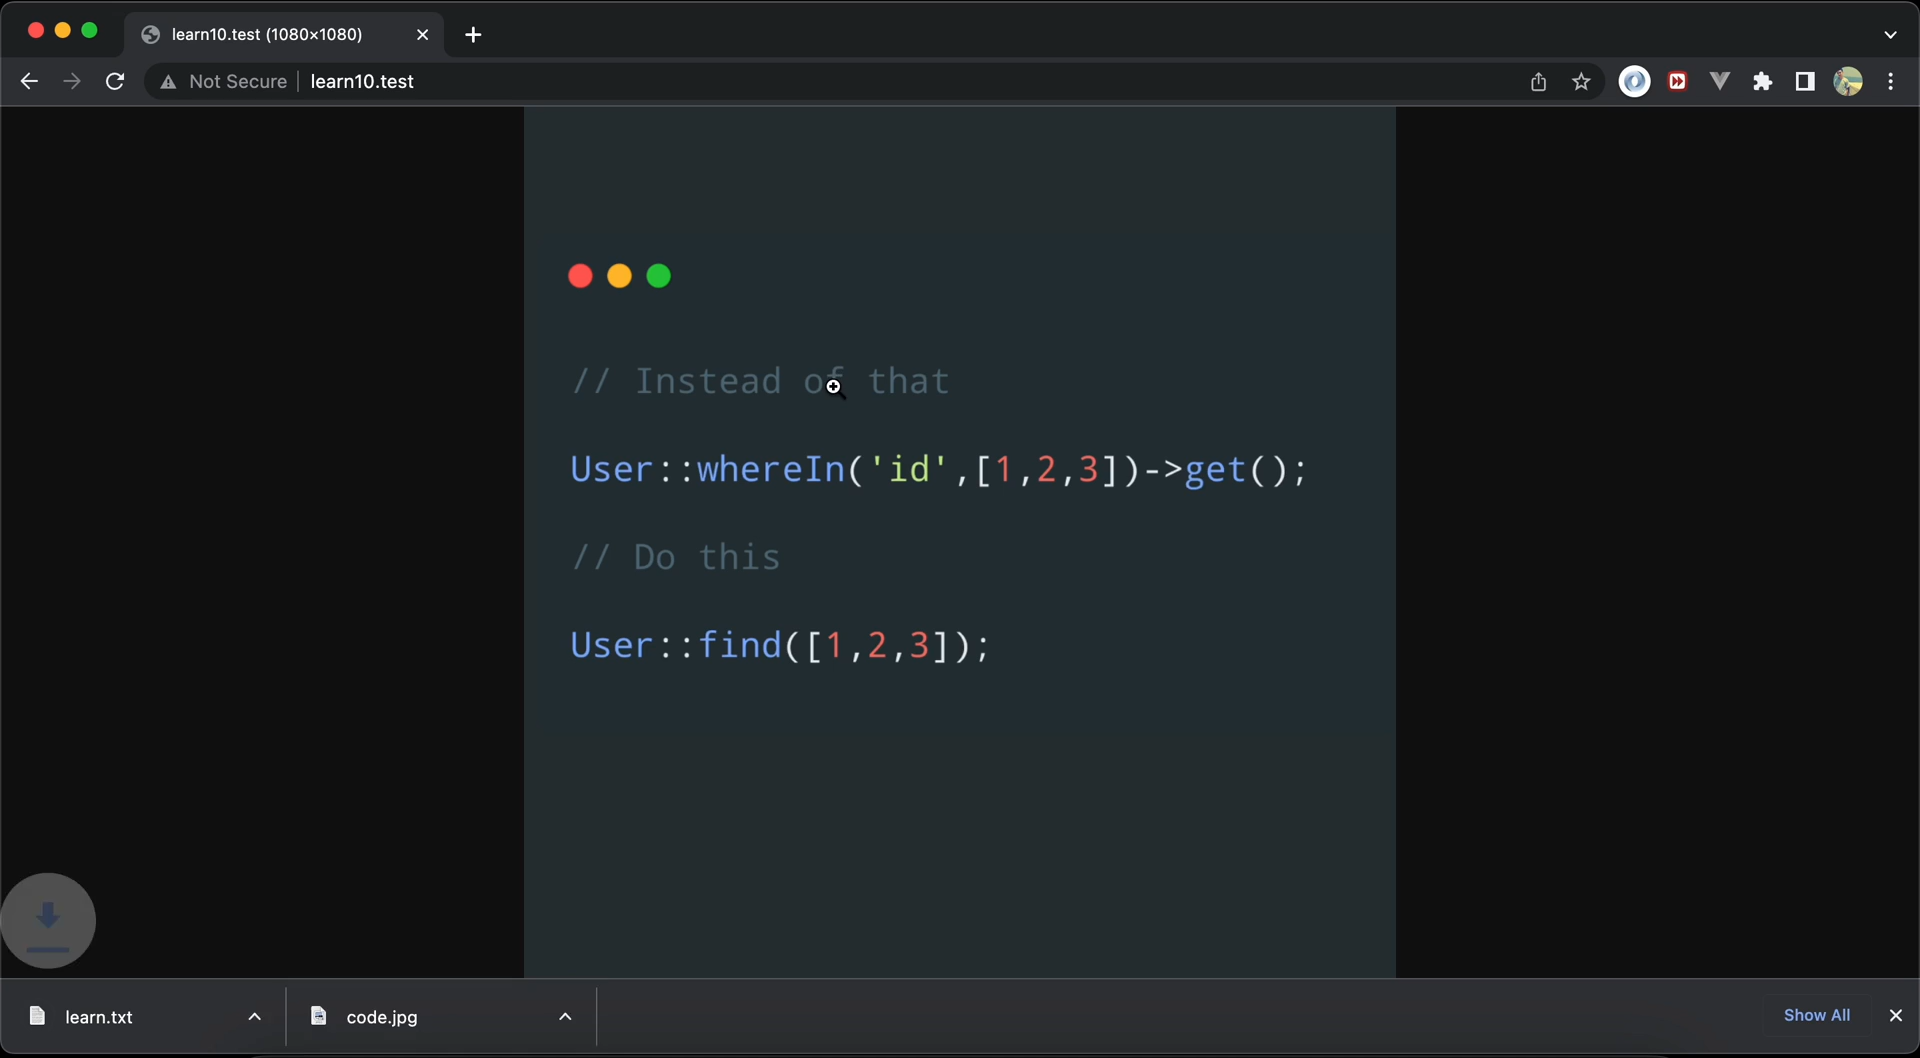 learn10.test (1080×1080)
Not Secure | learn10.test
// Instead of that
User::whereIn('id',[1,2,3])->get();
// Do this
User::find([1,2,3]);
learn.txt
code.jpg
Show All